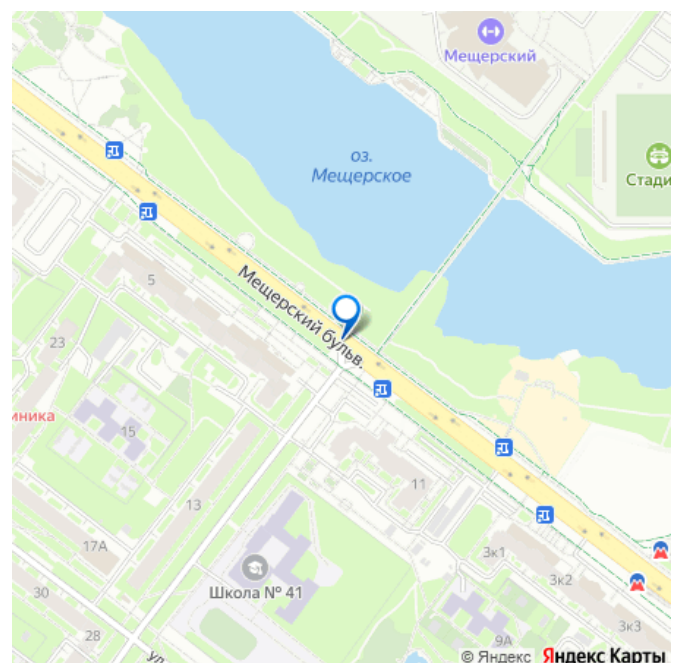 Мещерский
оз.
Мещерское
Стади
5
Мещерский бульв.
23
иника
15
11
13
17А
3к1
Школа № 41
3к2
30
28
ул
9А
3к3
© Яндекс Яндекс Карты